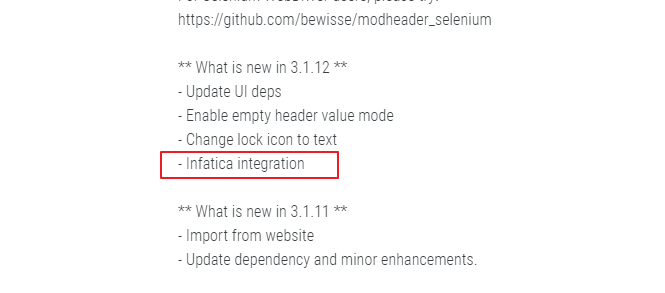 https://github.com/bewisse/modheader_selenium
** What is new in 3.1.12 **
- Update UI deps
- Enable empty header value mode
- Change lock icon to text
- Infatica integration
** What is new in 3.1.11 **
- Import from website
- Update dependency and minor enhancements.